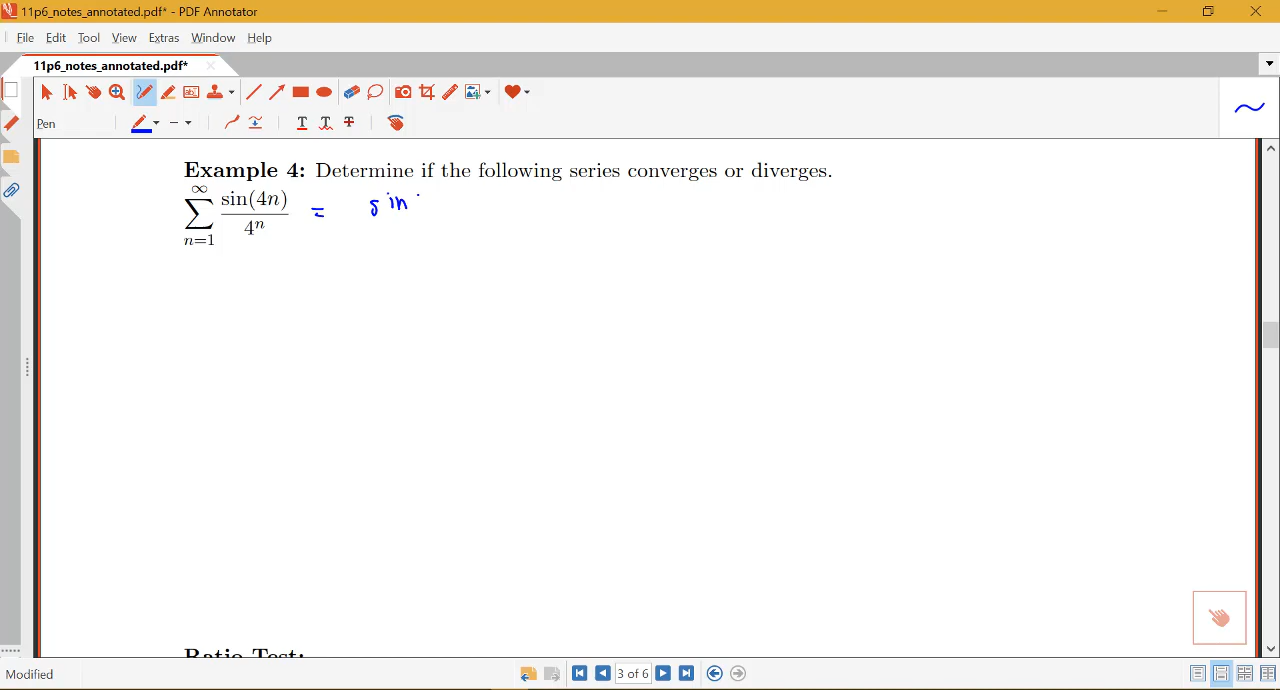 11p6_notes_annotated.pdf* - PDF Annotator
File Edit Tool View Extras Window Help
11p6_notes_annotated.pdf*
Pen
Example 4: Determine if the following series converges or diverges.
∑_{n=1}^{∞} sin(4n)/4^n = sin
Ratio Test:
Modified
3 of 6